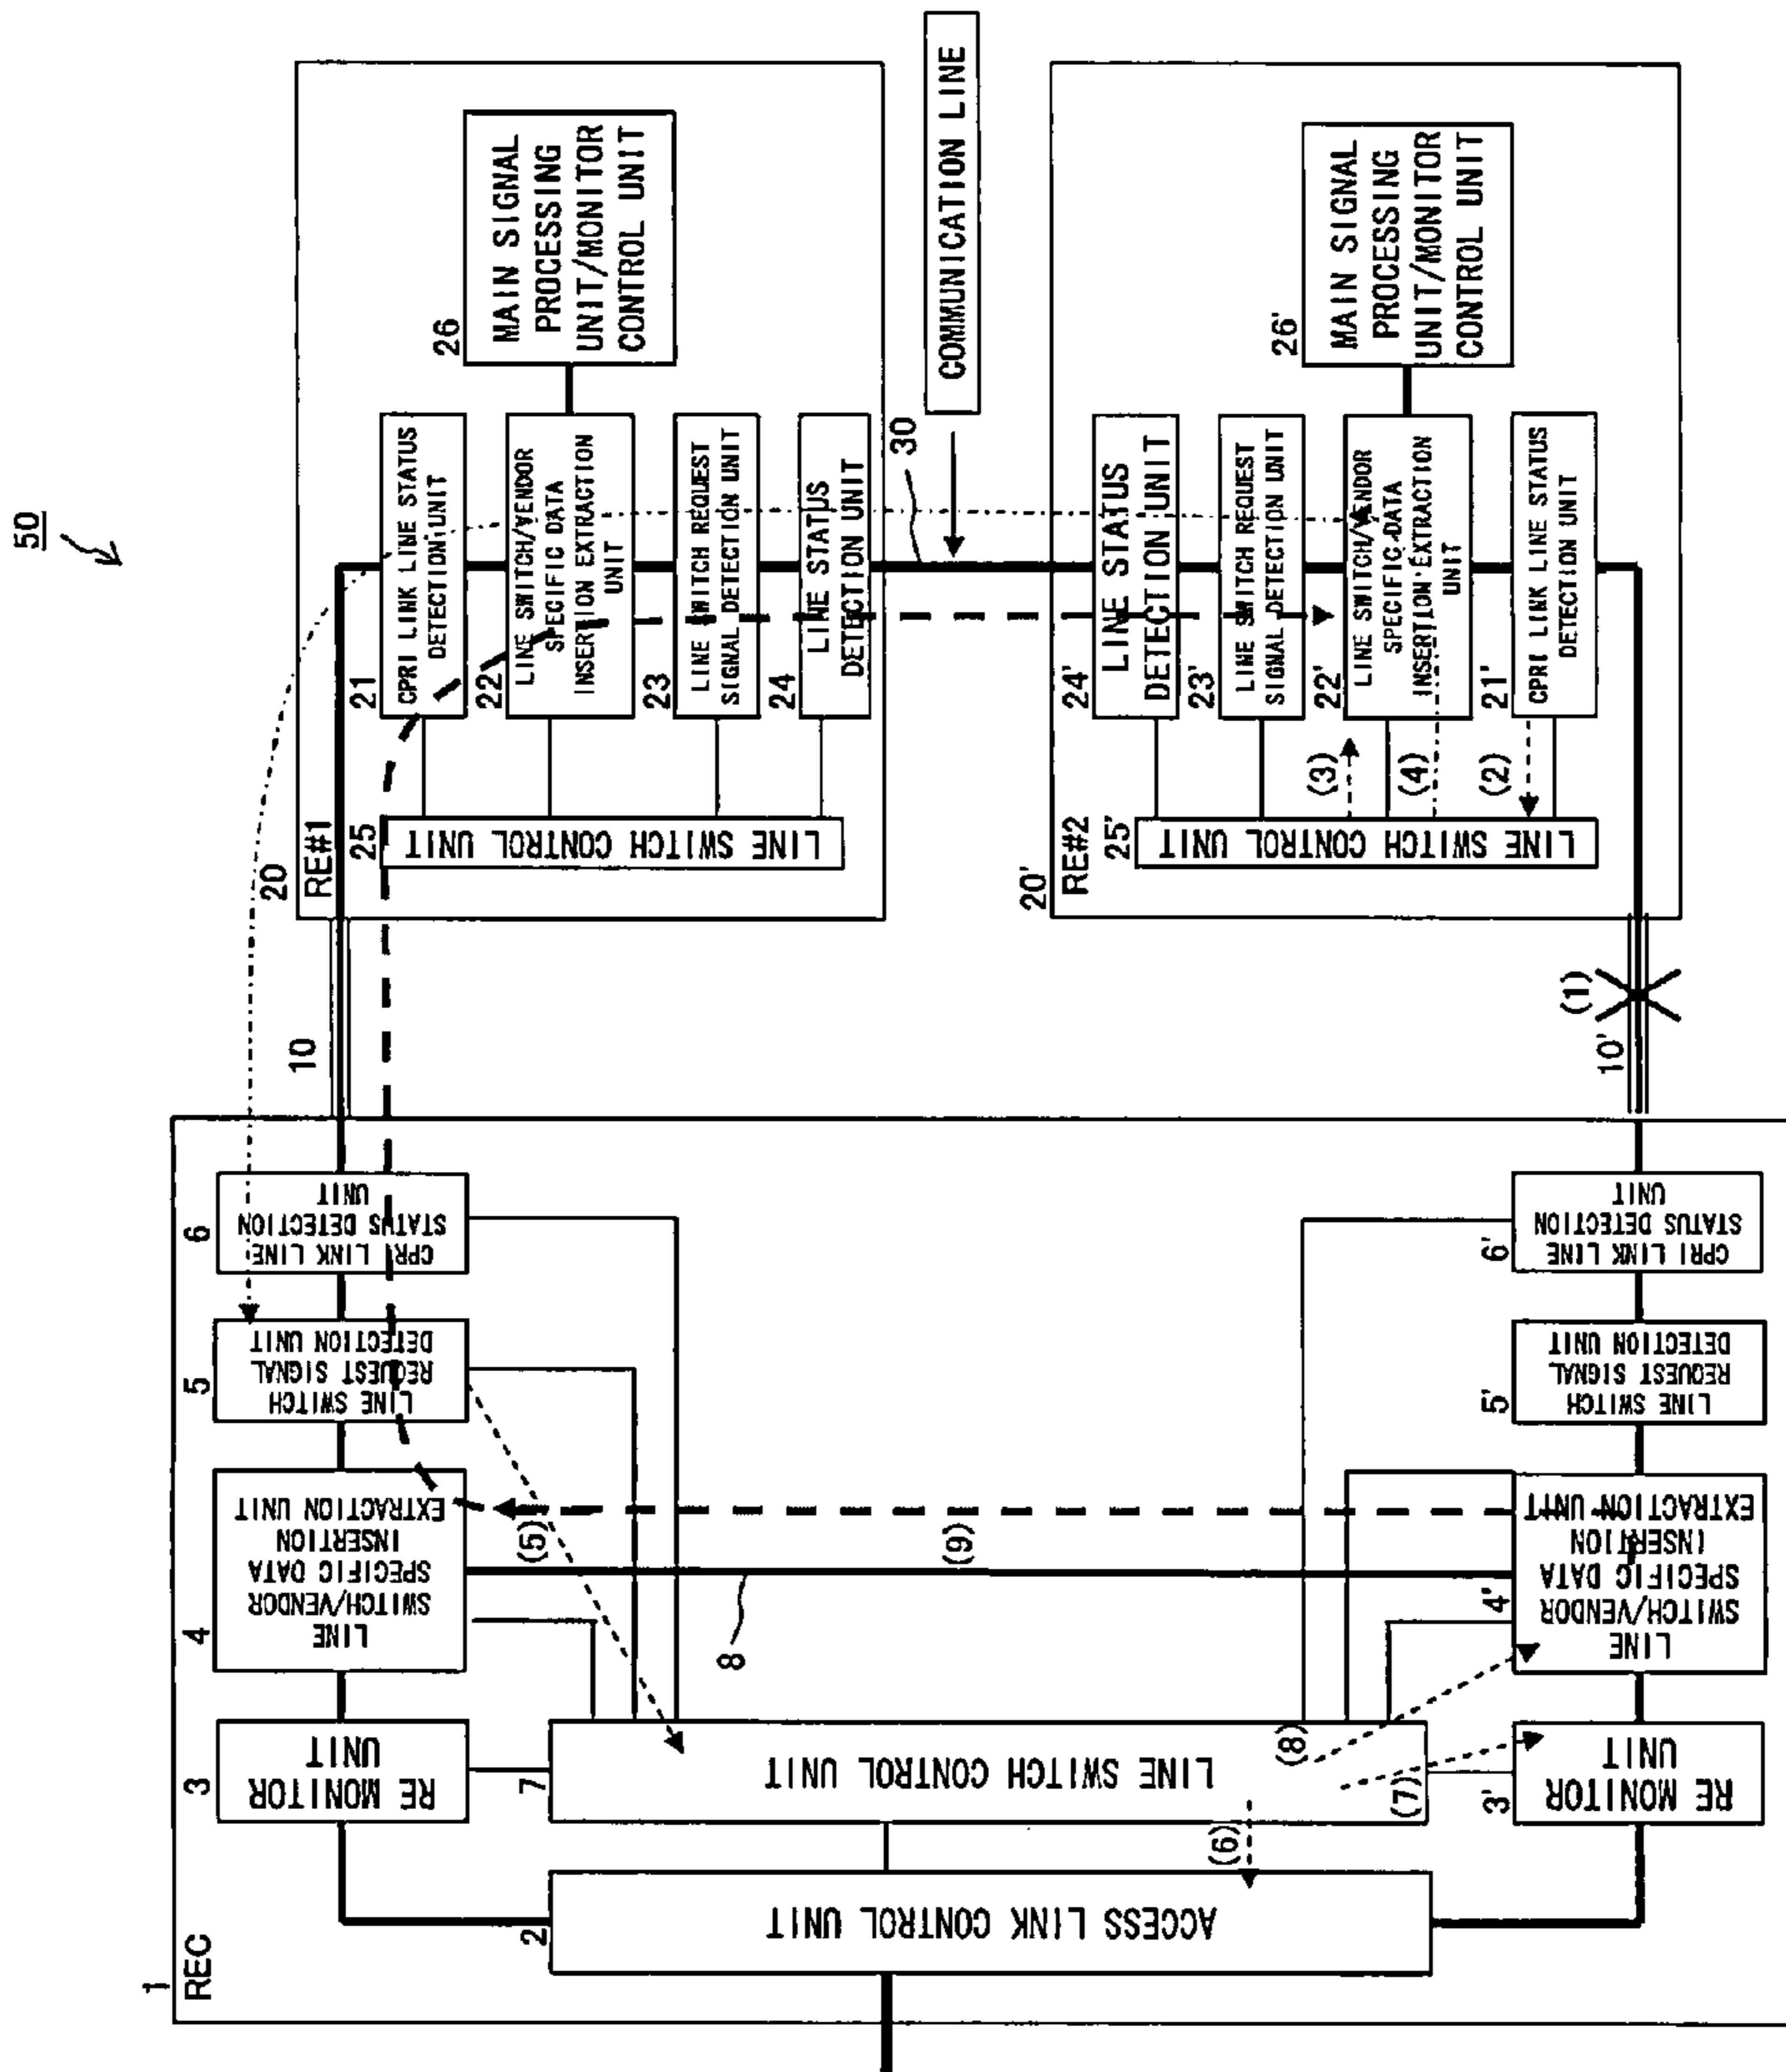 50
1
REC
2
ACCESS LINK CONTROL UNIT
3
RE MONITOR
UNIT
4
LINE
SWITCH/VENDOR
SPECIFIC DATA
INSERTION
EXTRACTION UNIT
5
LINE SWITCH
REQUEST SIGNAL
DETECTION UNIT
6
CPRI LINK LINE
STATUS DETECTION
UNIT
7
LINE SWITCH CONTROL UNIT
8
(5)
(6)
(7)
(8)
(9)
3'
RE MONITOR
UNIT
4'
LINE
SWITCH/VENDOR
SPECIFIC DATA
INSERTION
EXTRACTION UNIT
5'
LINE SWITCH
REQUEST SIGNAL
DETECTION UNIT
6'
CPRI LINK LINE
STATUS DETECTION
UNIT
10
10'
(1)
20
RE#1
25
LINE SWITCH CONTROL UNIT
21
CPRI LINK LINE STATUS
DETECTION UNIT
22
LINE SWITCH/VENDOR
SPECIFIC DATA
INSERTION EXTRACTION
UNIT
23
LINE SWITCH REQUEST
SIGNAL DETECTION UNIT
24
LINE STATUS
DETECTION UNIT
26
MAIN SIGNAL
PROCESSING
UNIT/MONITOR
CONTROL UNIT
30
COMMUNICATION LINE
20'
RE#2
25'
LINE SWITCH CONTROL UNIT
24'
LINE STATUS
DETECTION UNIT
23'
LINE SWITCH REQUEST
SIGNAL DETECTION UNIT
22'
LINE SWITCH/VENDOR
SPECIFIC DATA
INSERTION EXTRACTION
UNIT
21'
CPRI LINK LINE STATUS
DETECTION UNIT
(3)
(4)
(2)
26'
MAIN SIGNAL
PROCESSING
UNIT/MONITOR
CONTROL UNIT